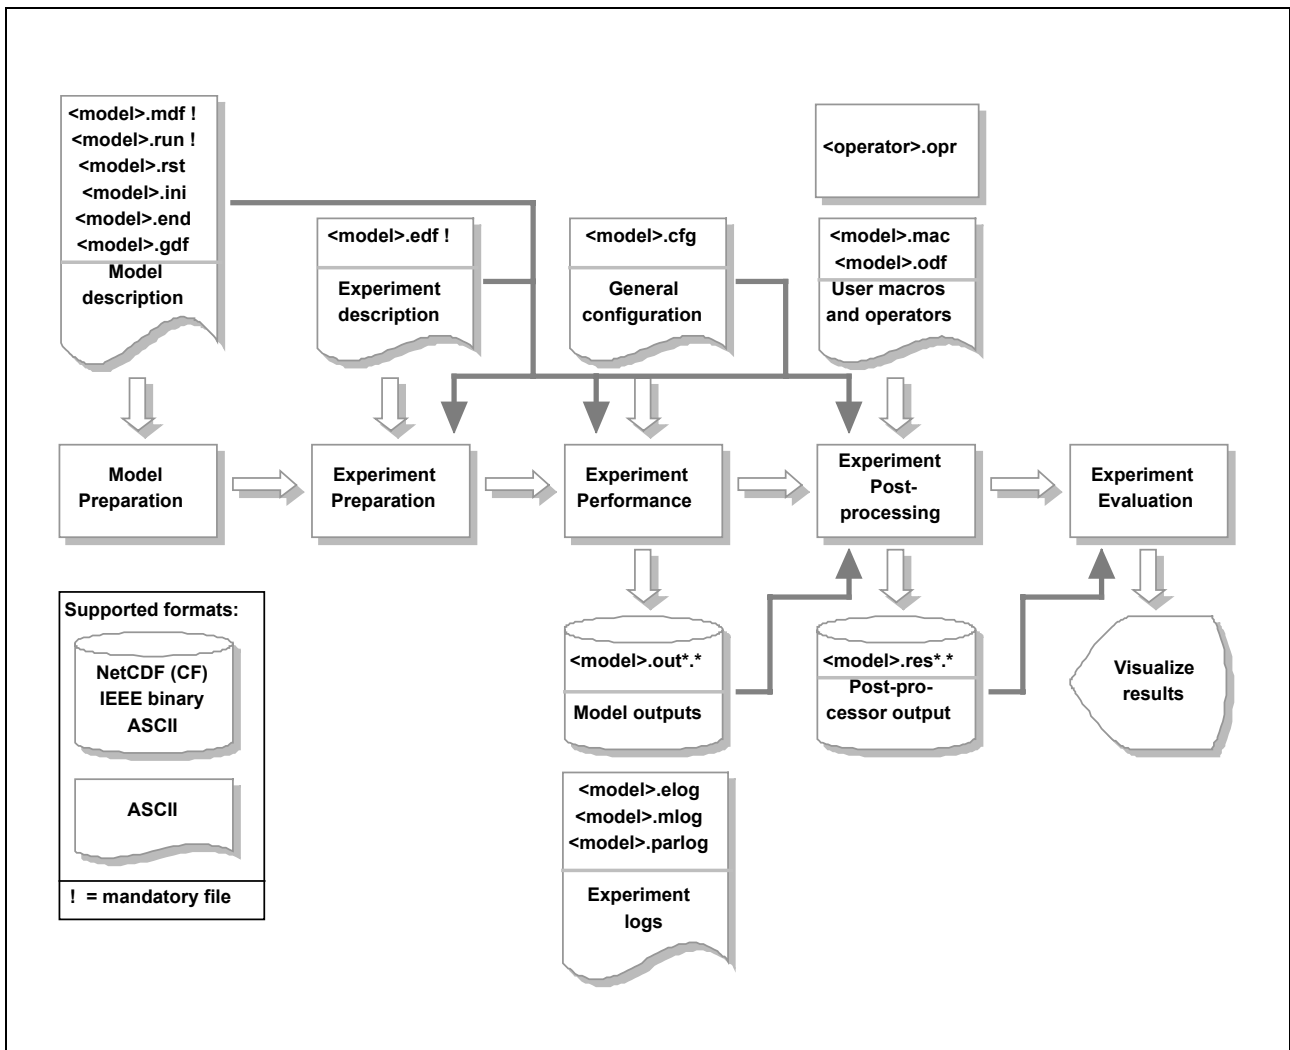 <model>.mdf !
<model>.run !
<model>.rst
<model>.ini
<model>.end
<model>.gdf
Model
description
<model>.edf !
Experiment
description
<model>.cfg
General
configuration
<operator>.opr
<model>.mac
<model>.odf
User macros
and operators
Model
Preparation
Experiment
Preparation
Experiment
Performance
Experiment
Post-
processing
Experiment
Evaluation
Supported formats:
NetCDF (CF)
IEEE binary
ASCII
ASCII
! = mandatory file
<model>.out*.*
Model outputs
<model>.res*.*
Post-pro-
cessor output
Visualize
results
<model>.elog
<model>.mlog
<model>.parlog
Experiment
logs